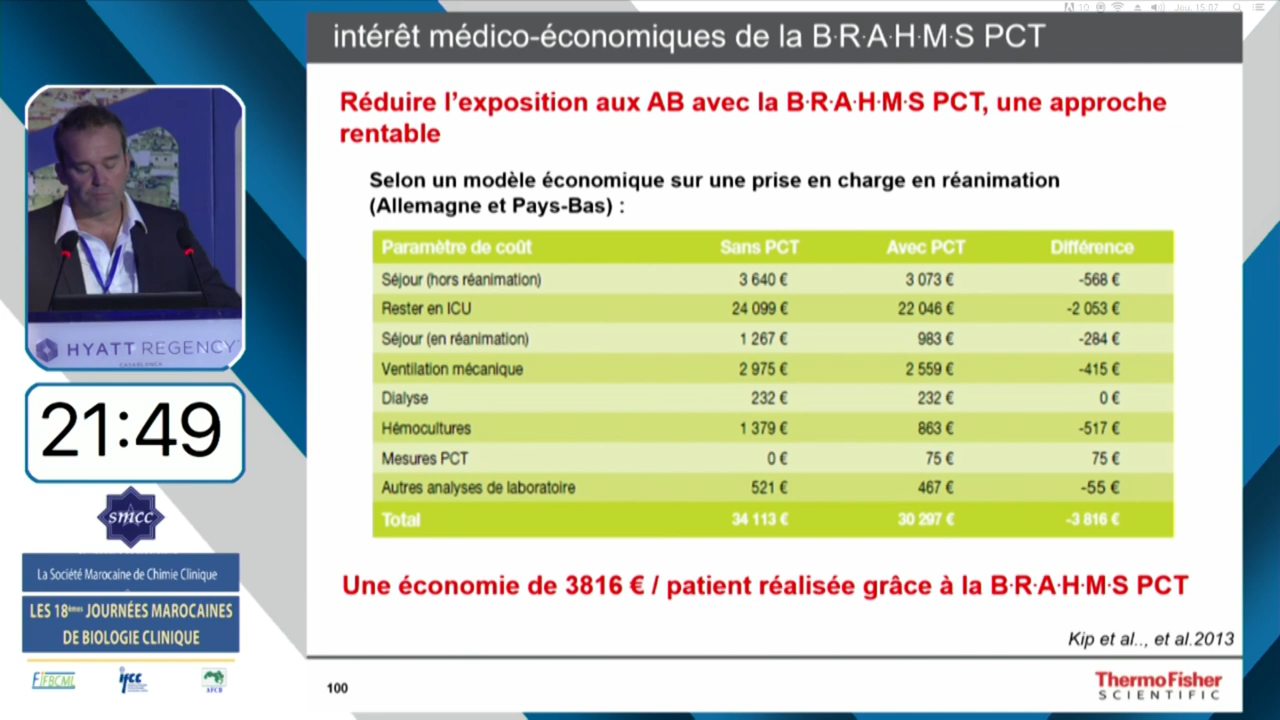 Jeu. 15:07
intérêt médico-économiques de la B·R·A·H·M·S PCT
Réduire l'exposition aux AB avec la B·R·A·H·M·S PCT, une approche
rentable
Selon un modèle économique sur une prise en charge en réanimation
(Allemagne et Pays-Bas) :
Paramètre de coût Sans PCT Avec PCT Différence
Séjour (hors réanimation) 3 640 € 3 073 € -568 €
Rester en ICU 24 099 € 22 046 € -2 053 €
Séjour (en réanimation) 1 267 € 983 € -284 €
Ventilation mécanique 2 975 € 2 559 € -415 €
Dialyse 232 € 232 € 0 €
Hémocultures 1 379 € 863 € -517 €
Mesures PCT 0 € 75 € 75 €
Autres analyses de laboratoire 521 € 467 € -55 €
Total 34 113 € 30 297 € -3 816 €
Une économie de 3816 € / patient réalisée grâce à la B·R·A·H·M·S PCT
Kip et al.., et al.2013
100
ThermoFisher
SCIENTIFIC
HYATT REGENCY
CASABLANCA
21:49
smcc
La Société Marocaine de Chimie Clinique
LES 18èmes JOURNÉES MAROCAINES
DE BIOLOGIE CLINIQUE
FIFBCML
ifcc
AFCB